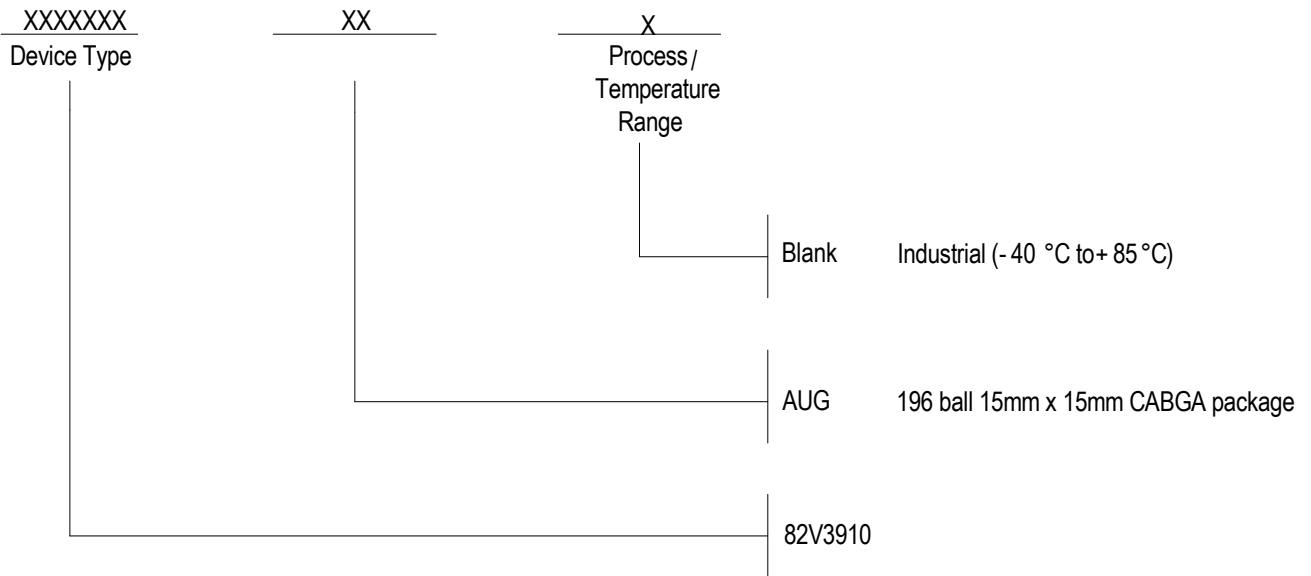 XXXXXXX XX X
Device Type
Process/
Temperature
Range
Blank Industrial (- 40 °C to+ 85 °C)
AUG 196 ball 15mm x 15mm CABGA package
82V3910